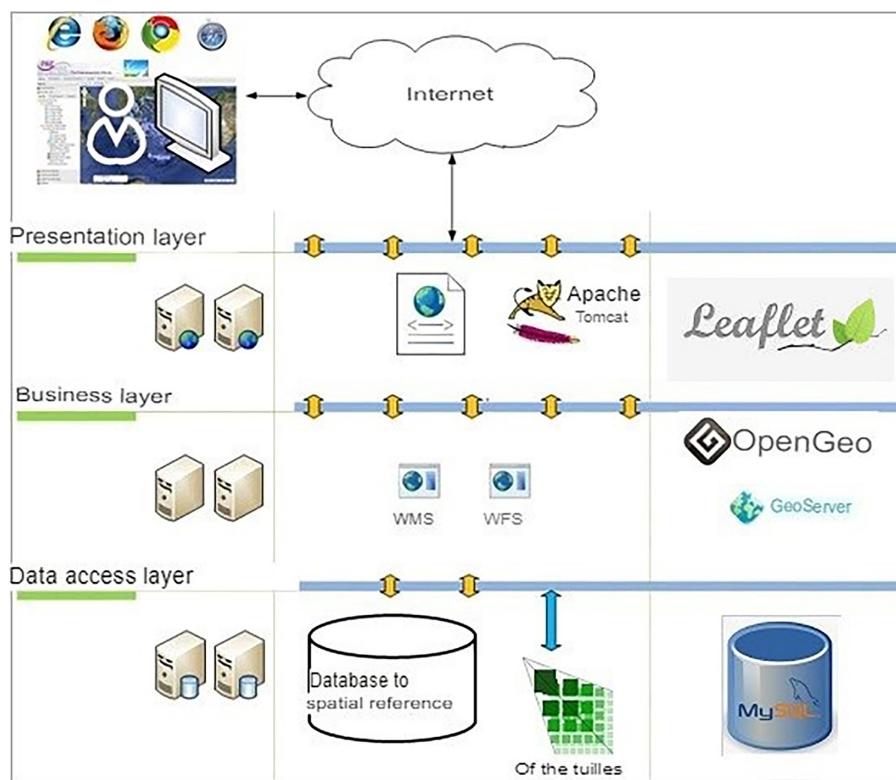 Internet
Presentation layer
Apache
Tomcat
Leaflet
Business layer
OpenGeo
WMS
WFS
GeoServer
Data access layer
Database to
spatial reference
MySQL
Of the tuilles